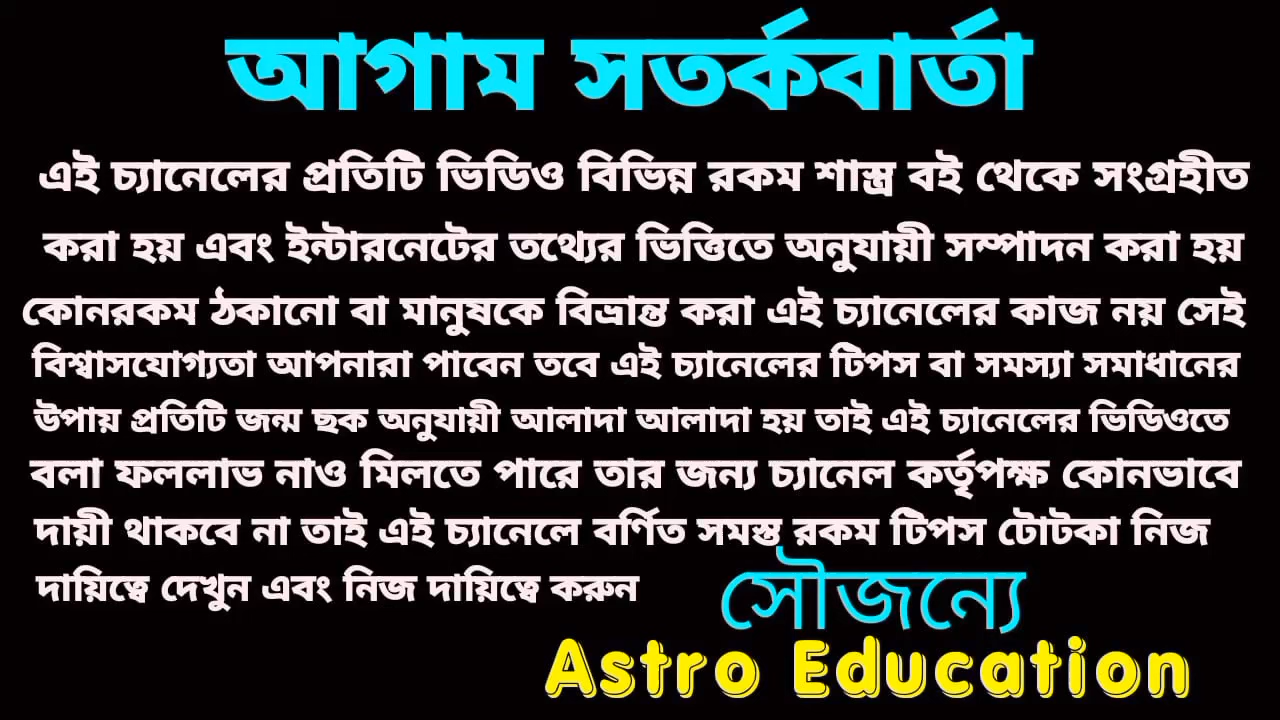 আগাম সতর্কবার্তা
এই চ্যানেলের প্রতিটি ভিডিও বিভিন্ন রকম শাস্ত্র বই থেকে সংগ্রহীত
করা হয় এবং ইন্টারনেটের তথ্যের ভিত্তিতে অনুযায়ী সম্পাদন করা হয়
কোনরকম ঠকানো বা মানুষকে বিভ্রান্ত করা এই চ্যানেলের কাজ নয় সেই
বিশ্বাসযোগ্যতা আপনারা পাবেন তবে এই চ্যানেলের টিপস বা সমস্যা সমাধানের
উপায় প্রতিটি জন্ম ছক অনুযায়ী আলাদা আলাদা হয় তাই এই চ্যানেলের ভিডিওতে
বলা ফললাভ নাও মিলতে পারে তার জন্য চ্যানেল কর্তৃপক্ষ কোনভাবে
দায়ী থাকবে না তাই এই চ্যানেলে বর্ণিত সমস্ত রকম টিপস টোটকা নিজ
দায়িত্বে দেখুন এবং নিজ দায়িত্বে করুন
সৌজন্যে
Astro Education